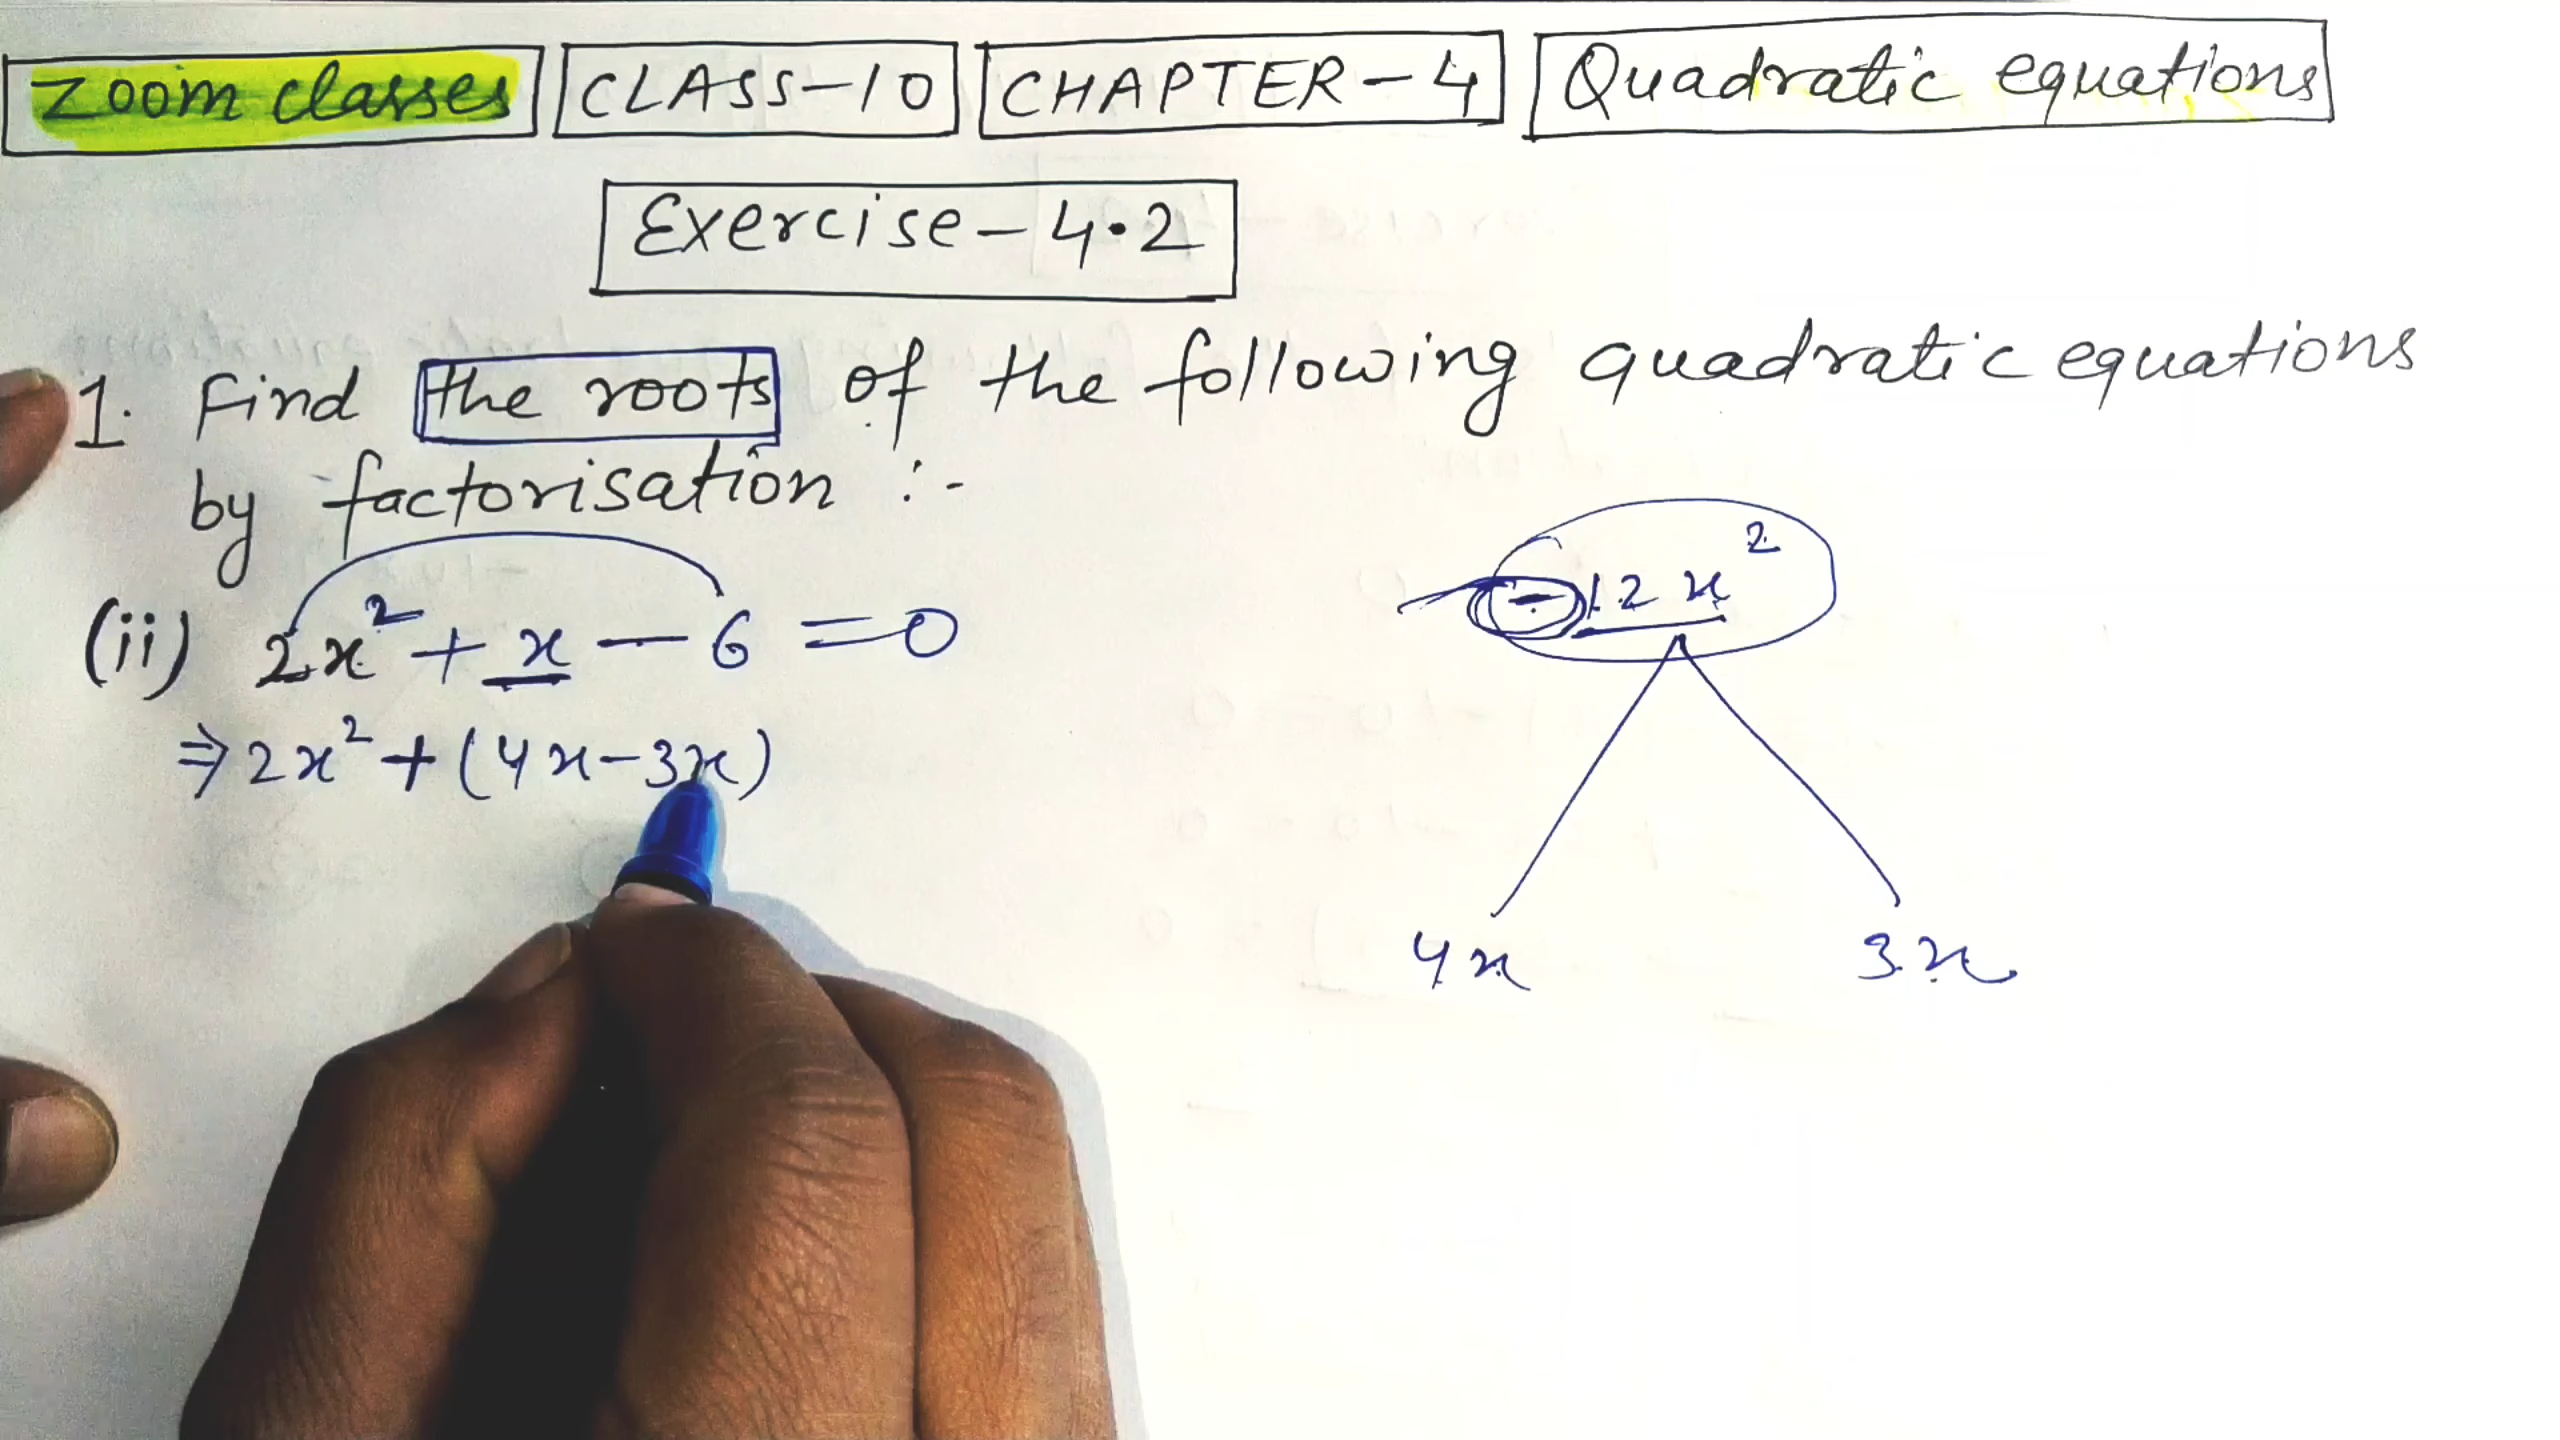 Zoom classes CLASS-10 CHAPTER-4 Quadratic equations
Exercise-4.2
1. Find the roots of the following quadratic equations
by factorisation :-
(ii) 2x² + x - 6 = 0
⇒ 2x² + (4x - 3x)
-12x²
4x 3x